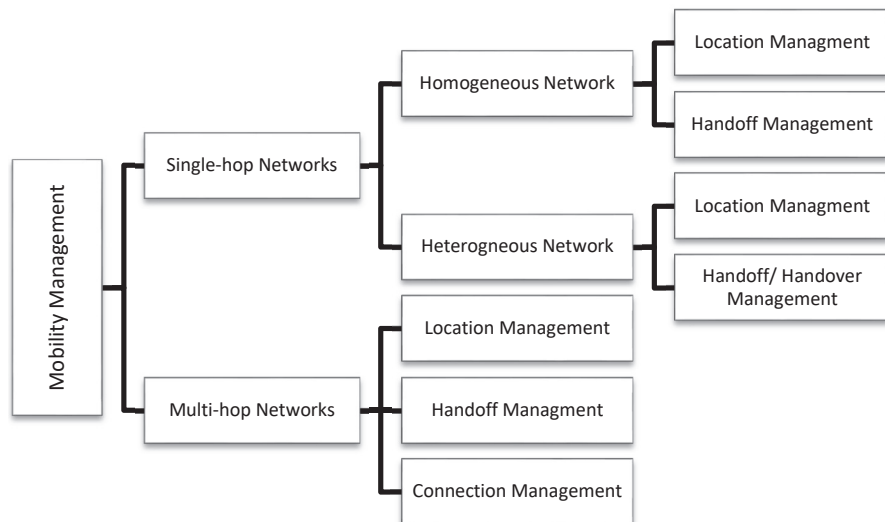 Mobility Management
Single-hop Networks
Homogeneous Network
Location Managment
Handoff Management
Heterogneous Network
Location Managment
Handoff/ Handover
Management
Multi-hop Networks
Location Management
Handoff Managment
Connection Management